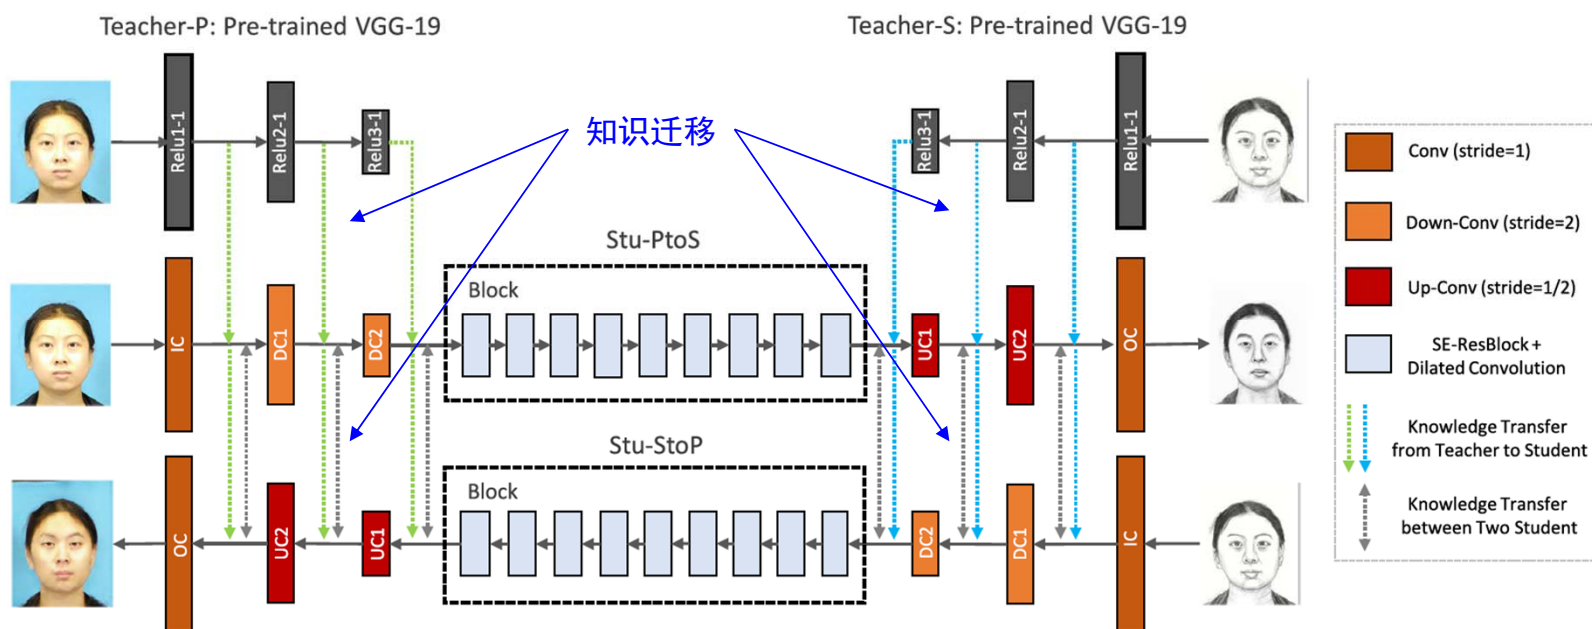 Teacher-P: Pre-trained VGG-19
Teacher-S: Pre-trained VGG-19
Relu1-1
Relu2-1
Relu3-1
知识迁移
Relu3-1
Relu2-1
Relu1-1
Stu-PtoS
Block
IC
DC1
DC2
UC1
UC2
OC
Stu-StoP
Block
OC
UC2
UC1
DC2
DC1
IC
Conv (stride=1)
Down-Conv (stride=2)
Up-Conv (stride=1/2)
SE-ResBlock +
Dilated Convolution
Knowledge Transfer
from Teacher to Student
Knowledge Transfer
between Two Student